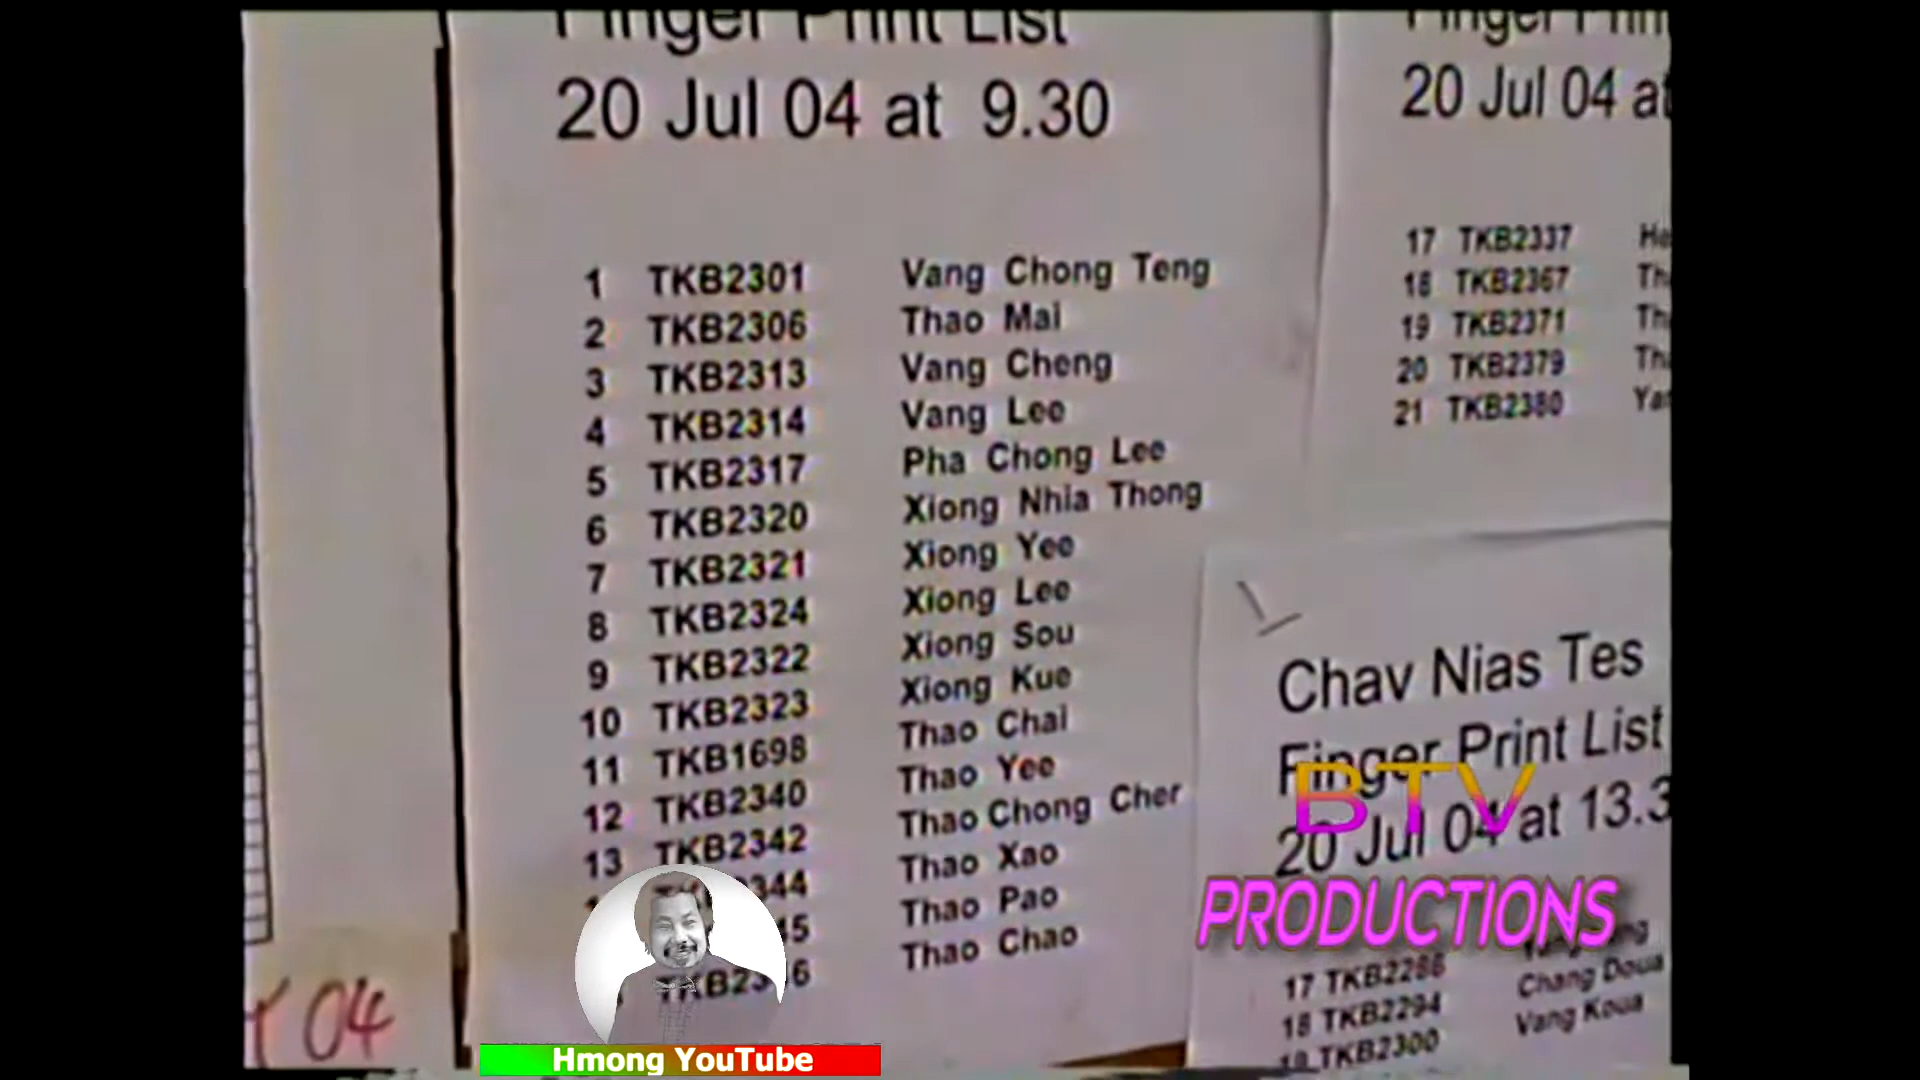 Finger Print List
20 Jul 04 at 9.30
1 TKB2301 Vang Chong Teng
2 TKB2306 Thao Mai
3 TKB2313 Vang Cheng
4 TKB2314 Vang Lee
5 TKB2317 Pha Chong Lee
6 TKB2320 Xiong Nhia Thong
7 TKB2321 Xiong Yee
8 TKB2324 Xiong Lee
9 TKB2322 Xiong Sou
10 TKB2323 Xiong Kue
11 TKB1698 Thao Chai
12 TKB2340 Thao Yee
13 TKB2342 Thao Chong Cher
Thao Xao
Thao Pao
Thao Chao
20 Jul 04 at
17 TKB2337
18 TKB2367
19 TKB2371
20 TKB2379
21 TKB2380
Chav Nias Tes
Finger Print List
20 Jul 04 at 13.3
17 TKB2286
18 TKB2294 Chang Doua
19 TKB2300 Vang Koua
04
BTV
PRODUCTIONS
Hmong YouTube